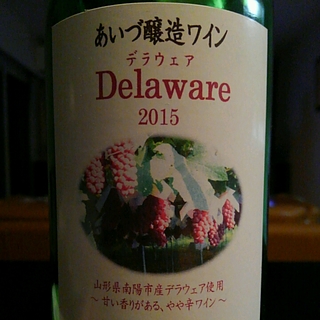 あいづ醸造ワイン
デラウェア
Delaware
2015
山形県南陽市産デラウェア使用
～甘い香りがある、やや辛ワイン～